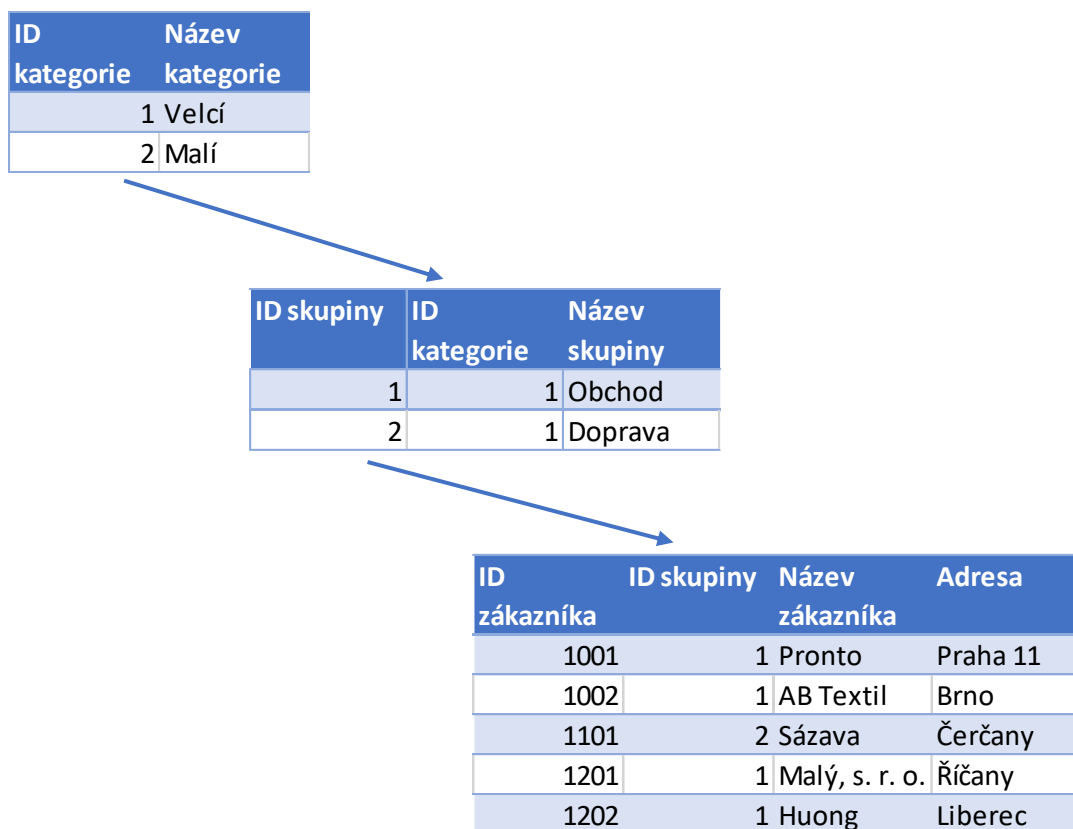 ID Název
kategorie kategorie
1 Velcí
2 Malí
ID skupiny ID Název
kategorie skupiny
1 1 Obchod
2 1 Doprava
ID ID skupiny Název Adresa
zákazníka zákazníka
1001 1 Pronto Praha 11
1002 1 AB Textil Brno
1101 2 Sázava Čerčany
1201 1 Malý, s. r. o. Říčany
1202 1 Huong Liberec